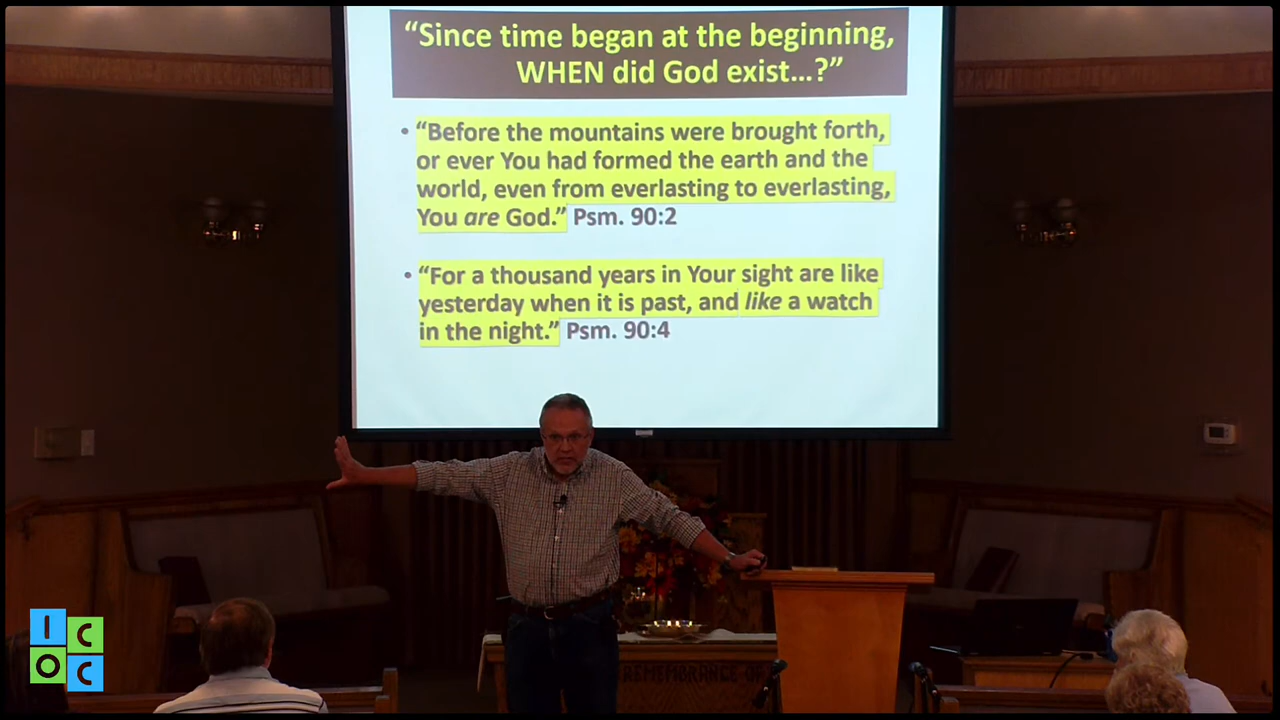 “Since time began at the beginning,
WHEN did God exist...?”
• “Before the mountains were brought forth,
or ever You had formed the earth and the
world, even from everlasting to everlasting,
You are God.” Psm. 90:2
• “For a thousand years in Your sight are like
yesterday when it is past, and like a watch
in the night.” Psm. 90:4
REMEMBRANCE OF
I C
O C